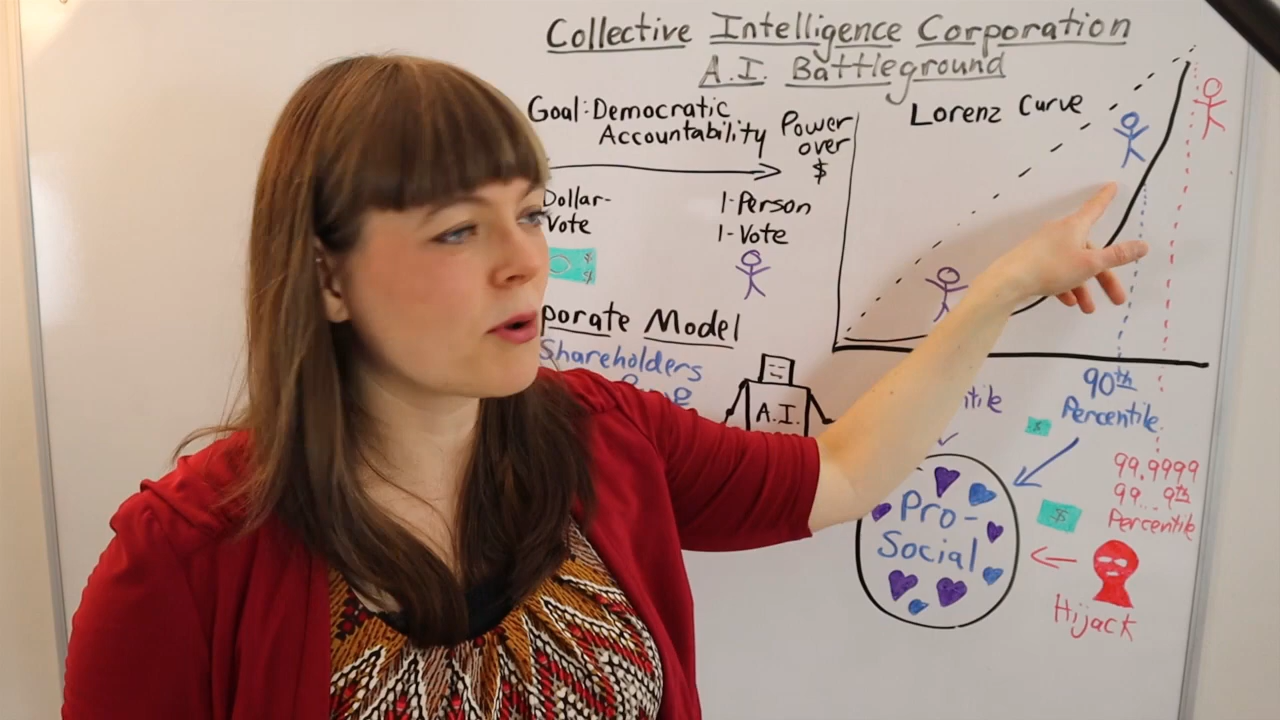 Collective Intelligence Corporation
A.I. Battleground
Goal: Democratic
Accountability
Dollar-
Vote
1-Person
1-Vote
$
$
porate Model
Shareholders
A.I.
Power
over
$
Lorenz Curve
90th
Percentile
tile
$
99.9999
99...9th
Percentile
$
Pro-
Social
Hijack